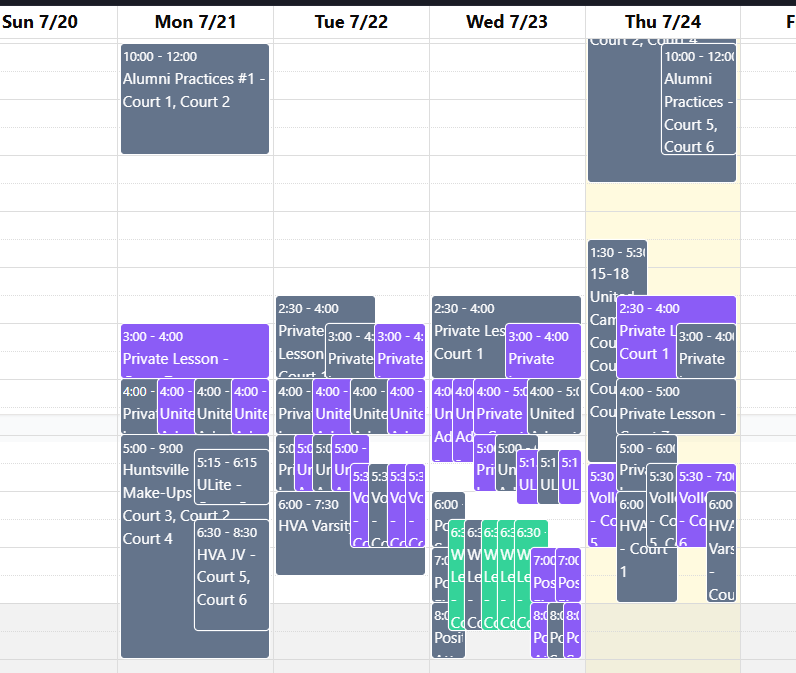 Sun 7/20
Mon 7/21
Tue 7/22
Wed 7/23
Thu 7/24
F
10:00 - 12:00
Alumni Practices #1 -
Court 1, Court 2
3:00 - 4:00
Private Lesson -
4:00 -
Priva
4:00 -
Unite
4:00 -
Unite
4:00 -
Unite
5:00 - 9:00
Huntsville
Make-Ups
Court 3, Court 2
Court 4
5:15 - 6:15
ULite -
6:30 - 8:30
HVA JV -
Court 5,
Court 6
2:30 - 4:00
Private
Lesson
Court 1
3:00 - 4:
Private
3:00 - 4:
Private
4:00 -
Priva
4:00 -
Unite
4:00 -
Unite
4:00 -
Unite
5:00
Pri
5:0
Un
5:0
Un
5:00 -
Unite
5:3
Vo
-
Co
5:3
Vo
-
Co
5:3
Vo
-
Co
5:3
Vo
-
Co
6:00 - 7:30
HVA Varsity
2:30 - 4:00
Private Les
Court 1
3:00 - 4:00
Private
4:0
Un
Ad
4:0
Un
Ad
4:00 - 5:0
Private
4:00 - 5:0
United
5:0
Pri
5:00 -
Un
5:1
UL
5:1
UL
5:1
UL
6:00
Po
6:3
W
Le
-
Co
6:3
W
Le
-
Co
6:3
W
Le
-
Co
6:3
W
Le
-
Co
6:30
W
Le
-
Co
7:0
Po
7:00
Pos
7:00
Pos
8:0
Posit
8:0
Po
8:0
Po
8:0
Po
Court 2, Court 4
10:00 - 12:00
Alumni
Practices -
Court 5,
Court 6
1:30 - 5:30
15-18
United
Cam
Cou
Cou
Cou
Cou
2:30 - 4:00
Private L
Court 1
3:00 - 4:00
Private
4:00 - 5:00
Private Lesson -
5:00 - 6:00
Priv
5:30
Volle
- Co
5
5:30
Volle
- Co
5, C
5:30 - 7:00
Volle
- Co
6
6:00
HVA
- Court
1
6:00
HVA
Vars
-
Cou